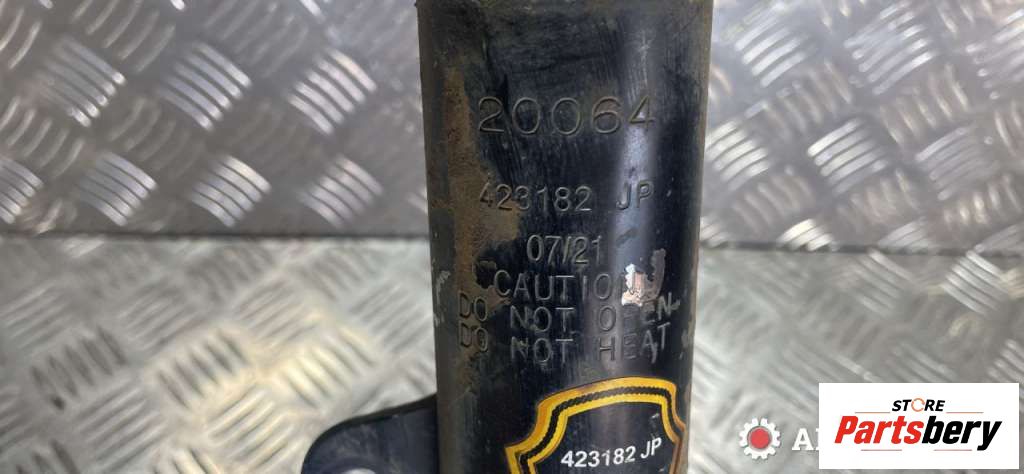 20064
423182 JP
07/21
CAUTION
DO NOT OPEN
DO NOT HEAT
423182 JP
STORE
Partsbery